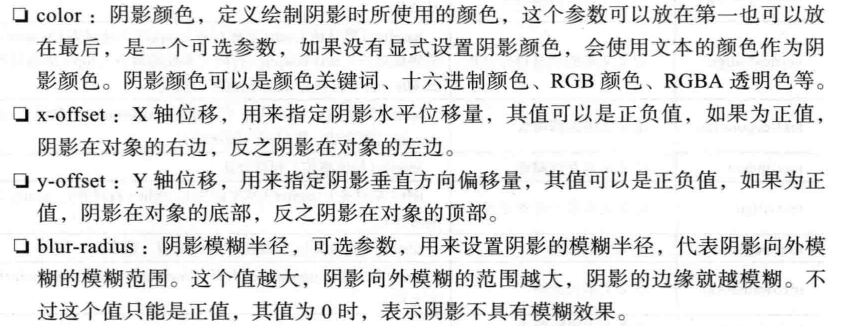 ❏ color：阴影颜色，定义绘制阴影时所使用的颜色，这个参数可以放在第一也可以放
在最后，是一个可选参数，如果没有显式设置阴影颜色，会使用文本的颜色作为阴
影颜色。阴影颜色可以是颜色关键词、十六进制颜色、RGB 颜色、RGBA 透明色等。
❏ x-offset：X 轴位移，用来指定阴影水平位移量，其值可以是正负值，如果为正值，
阴影在对象的右边，反之阴影在对象的左边。
❏ y-offset：Y 轴位移，用来指定阴影垂直方向偏移量，其值可以是正负值，如果为正
值，阴影在对象的底部，反之阴影在对象的顶部。
❏ blur-radius：阴影模糊半径，可选参数，用来设置阴影的模糊半径，代表阴影向外模
糊的模糊范围。这个值越大，阴影向外模糊的范围越大，阴影的边缘就越模糊。不
过这个值只能是正值，其值为 0 时，表示阴影不具有模糊效果。